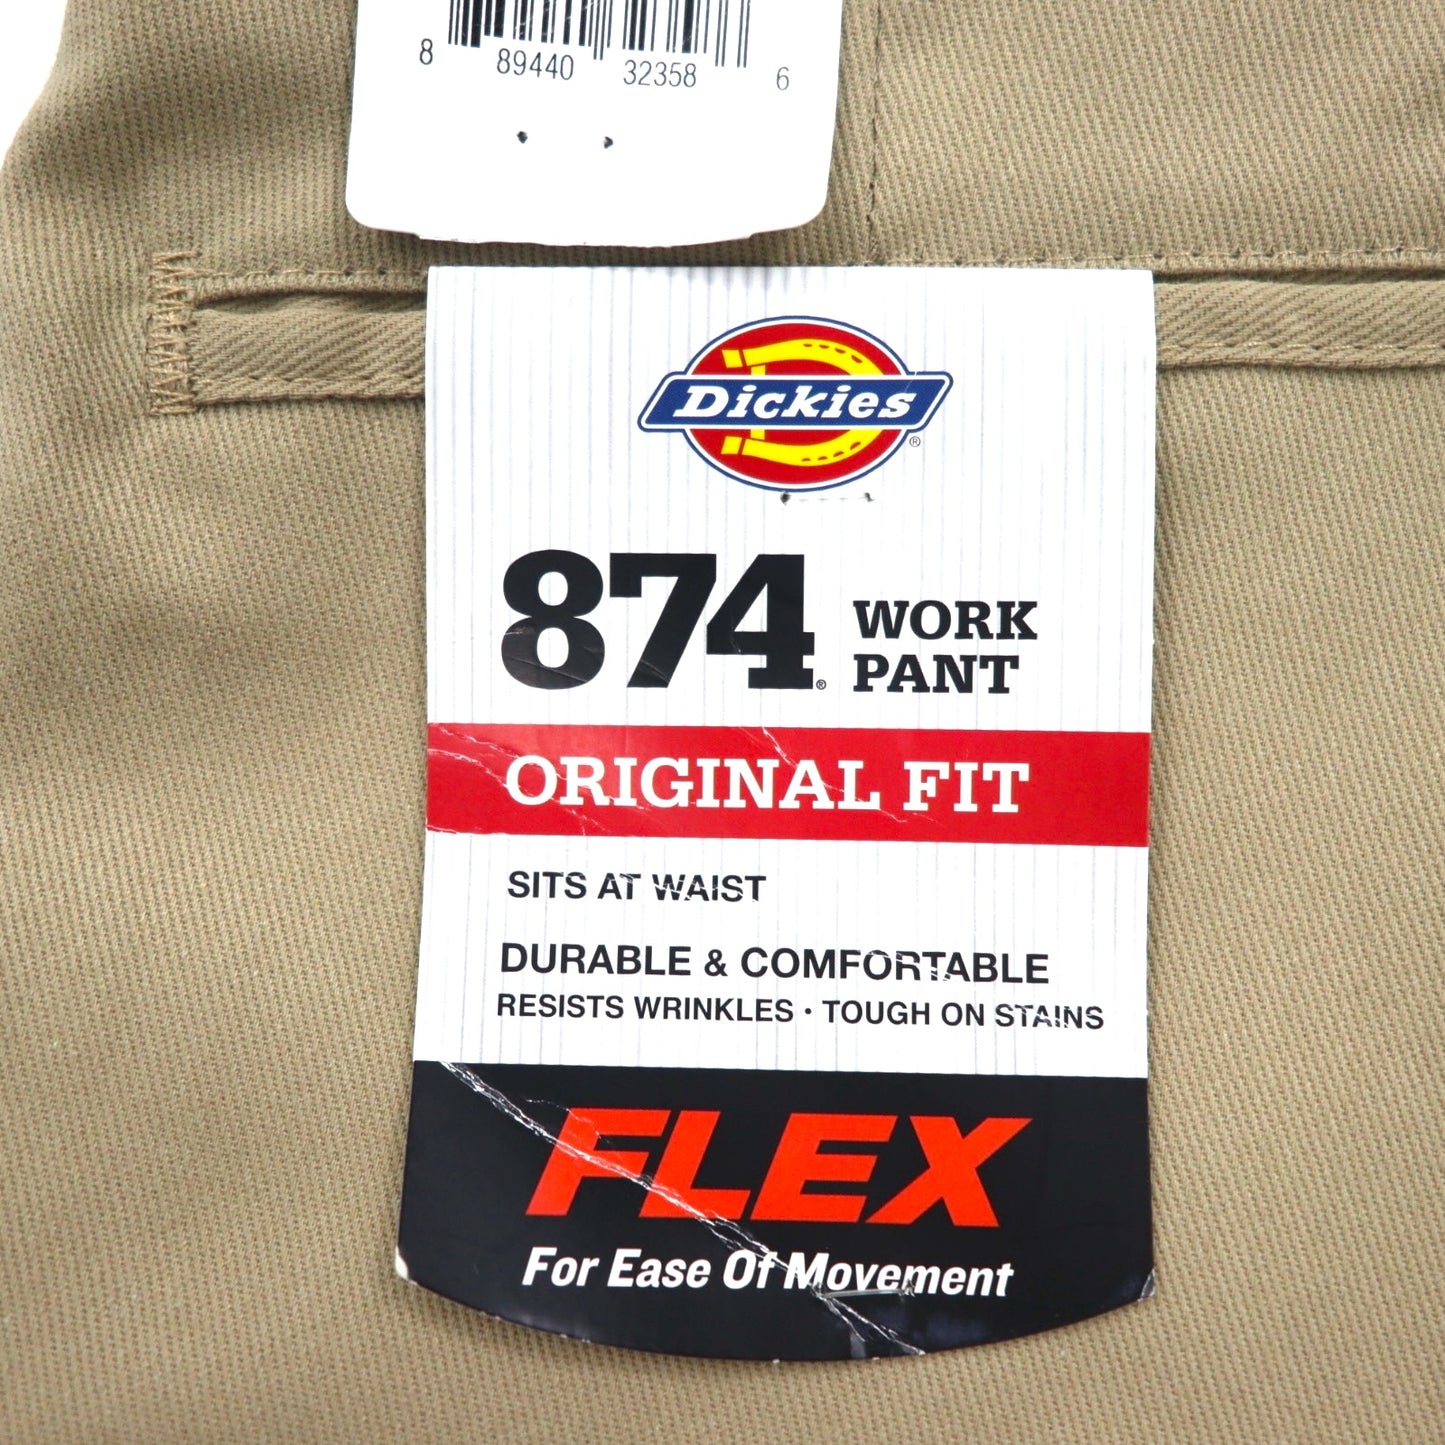 8 89440 32358 6
Dickies®
874® WORK
PANT
ORIGINAL FIT
SITS AT WAIST
DURABLE & COMFORTABLE
RESISTS WRINKLES • TOUGH ON STAINS
FLEX
For Ease Of Movement